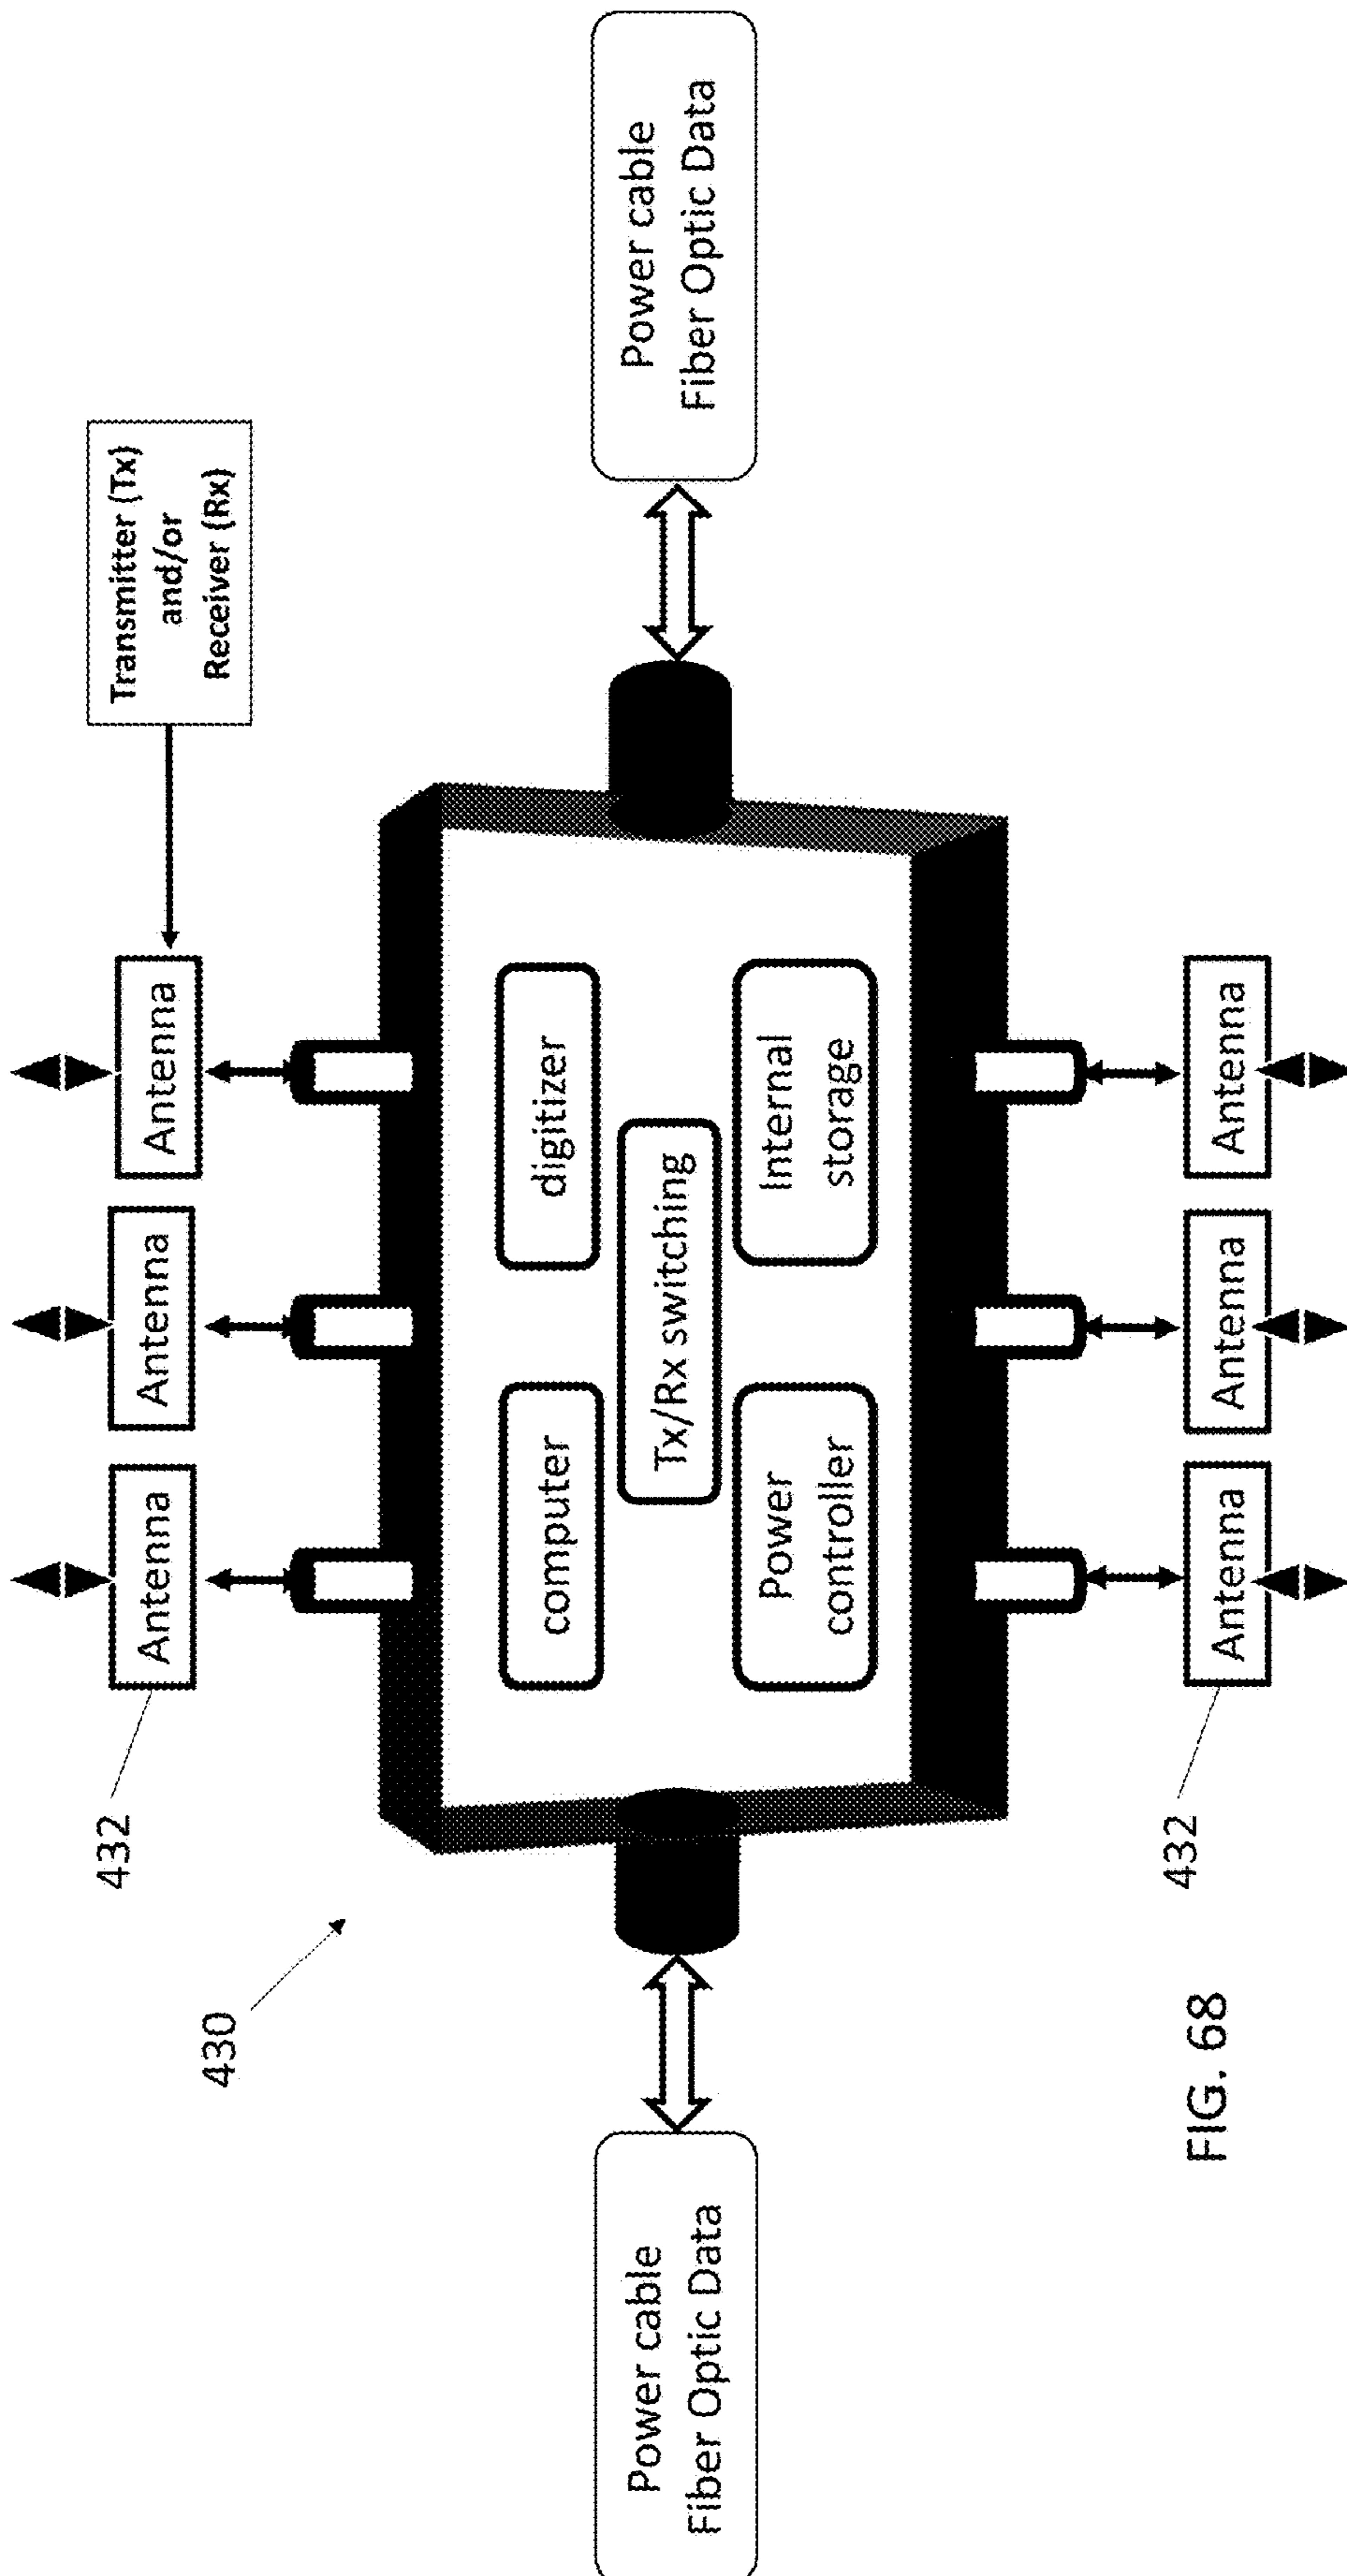 Transmitter (Tx)
and/or
Receiver (Rx)
432
Antenna
Antenna
Antenna
430
computer
digitizer
Tx/Rx switching
Power
controller
Internal
storage
Power cable
Fiber Optic Data
Power cable
Fiber Optic Data
Antenna
Antenna
Antenna
432
FIG. 68